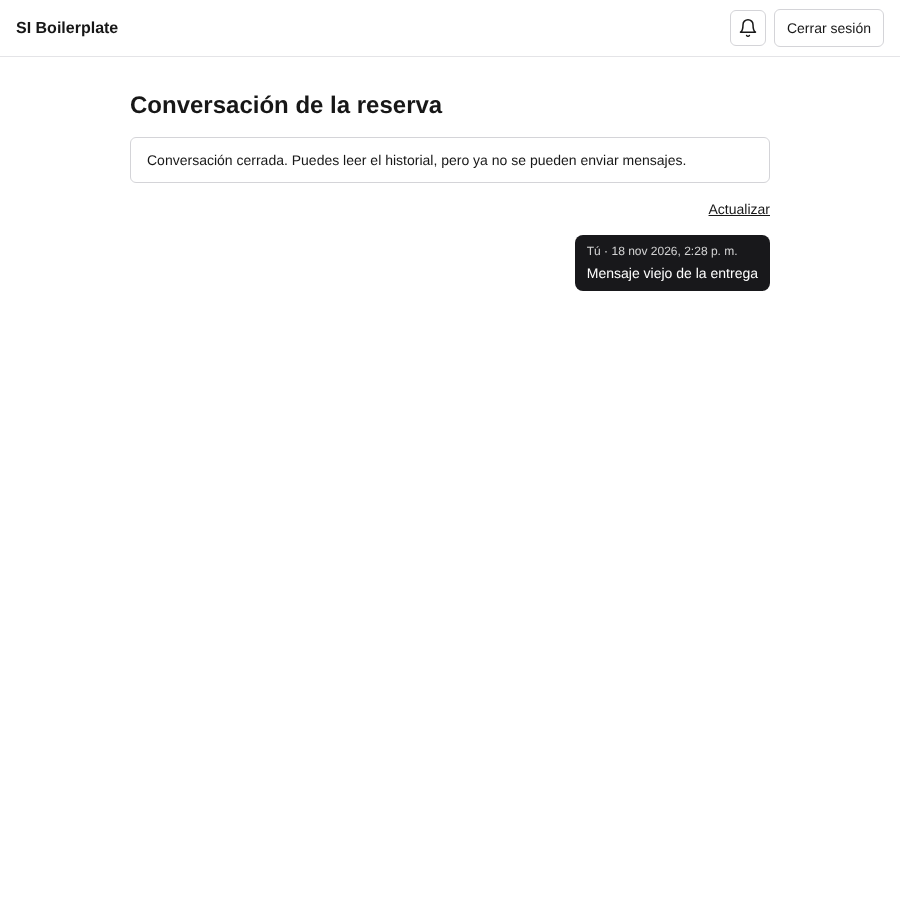 SI Boilerplate
Cerrar sesión
Conversación de la reserva
Conversación cerrada. Puedes leer el historial, pero ya no se pueden enviar mensajes.
Actualizar
Tú · 18 nov 2026, 2:28 p. m.
Mensaje viejo de la entrega